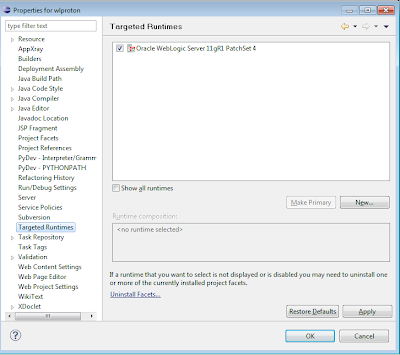 Properties for wlproton
type filter text
Resource
AppXray
Builders
Deployment Assembly
Java Build Path
Java Code Style
Java Compiler
Java Editor
Javadoc Location
JSP Fragment
Project Facets
Project References
PyDev - Interpreter/Gramm
PyDev - PYTHONPATH
Refactoring History
Run/Debug Settings
Server
Service Policies
Subversion
Targeted Runtimes
Task Repository
Task Tags
Validation
Web Content Settings
Web Page Editor
Web Project Settings
WikiText
XDoclet
Targeted Runtimes
Oracle WebLogic Server 11gR1 PatchSet 4
Show all runtimes
Make Primary
New...
Runtime composition:
<no runtime selected>
If a runtime that you want to select is not displayed or is disabled you may need to uninstall one
or more of the currently installed project facets.
Uninstall Facets...
Restore Defaults
Apply
?
OK
Cancel